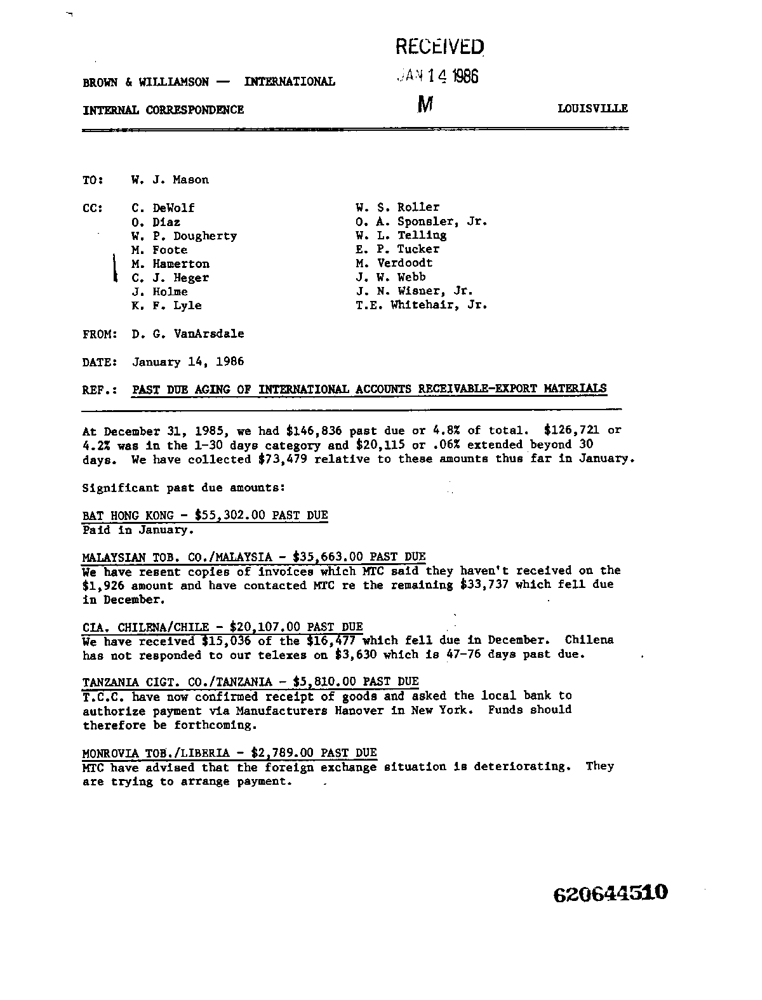 RECEIVED
JAN 14 1986
M
BROWN & WILLIAMSON — INTERNATIONAL
INTERNAL CORRESPONDENCE LOUISVILLE
TO: W. J. Mason
CC: C. DeWolf W. S. Roller
O. Diaz O. A. Sponsler, Jr.
W. P. Dougherty W. L. Telling
M. Foote E. P. Tucker
M. Hamerton M. Verdoodt
C. J. Heger J. W. Webb
J. Holme J. N. Wisner, Jr.
K. F. Lyle T.E. Whitehair, Jr.
FROM: D. G. VanArsdale
DATE: January 14, 1986
REF.: PAST DUE AGING OF INTERNATIONAL ACCOUNTS RECEIVABLE-EXPORT MATERIALS
At December 31, 1985, we had $146,836 past due or 4.8% of total. $126,721 or
4.2% was in the 1-30 days category and $20,115 or .06% extended beyond 30
days. We have collected $73,479 relative to these amounts thus far in January.
Significant past due amounts:
BAT HONG KONG - $55,302.00 PAST DUE
Paid in January.
MALAYSIAN TOB. CO./MALAYSIA - $35,663.00 PAST DUE
We have resent copies of invoices which MTC said they haven't received on the
$1,926 amount and have contacted MTC re the remaining $33,737 which fell due
in December.
CIA. CHILENA/CHILE - $20,107.00 PAST DUE
We have received $15,036 of the $16,477 which fell due in December. Chilena
has not responded to our telexes on $3,630 which is 47-76 days past due.
TANZANIA CIGT. CO./TANZANIA - $5,810.00 PAST DUE
T.C.C. have now confirmed receipt of goods and asked the local bank to
authorize payment via Manufacturers Hanover in New York. Funds should
therefore be forthcoming.
MONROVIA TOB./LIBERIA - $2,789.00 PAST DUE
MTC have advised that the foreign exchange situation is deteriorating. They
are trying to arrange payment.
620644510